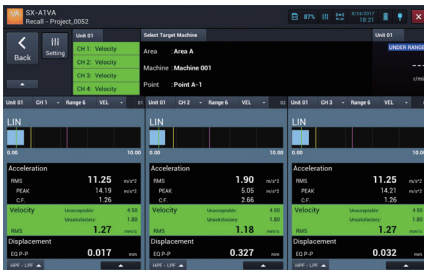 VA SX-A1VA
Recall - Project_0052
87%
8/24/2017
18:21
Back
Setting
Unit 01
CH 1: Velocity
CH 2: Velocity
CH 3: Velocity
CH 4: Velocity
Select Target Machine
Area : Area A
Machine : Machine 001
Point : Point A-1
Unit 01
UNDER RANGE
---
Unit 01 CH 1 Range 6 VEL
LIN
0.00 10.00
Acceleration
RMS 11.25 m/s^2
PEAK 14.19 m/s^2
C.F. 1.26
Velocity Unacceptable: 4.50
Unsatisfactory: 1.80
RMS 1.27 mm/s
Displacement
EQ P-P 0.017 mm
HPF - LPF
Unit 01 CH 2 Range 6 VEL
LIN
0.00 10.00
Acceleration
RMS 1.90 m/s^2
PEAK 5.05 m/s^2
C.F. 2.66
Velocity Unacceptable: 4.50
Unsatisfactory: 1.80
RMS 1.18 mm/s
Displacement
EQ P-P 0.327 mm
HPF - LPF
Unit 01 CH 3 Range 6 VEL
LIN
0.00 10.00
Acceleration
RMS 11.25 m/s^2
PEAK 14.21 m/s^2
C.F. 1.26
Velocity Unacceptable: 4.50
Unsatisfactory: 1.80
RMS 1.27 mm/s
Displacement
EQ P-P 0.032 mm
HPF - LPF